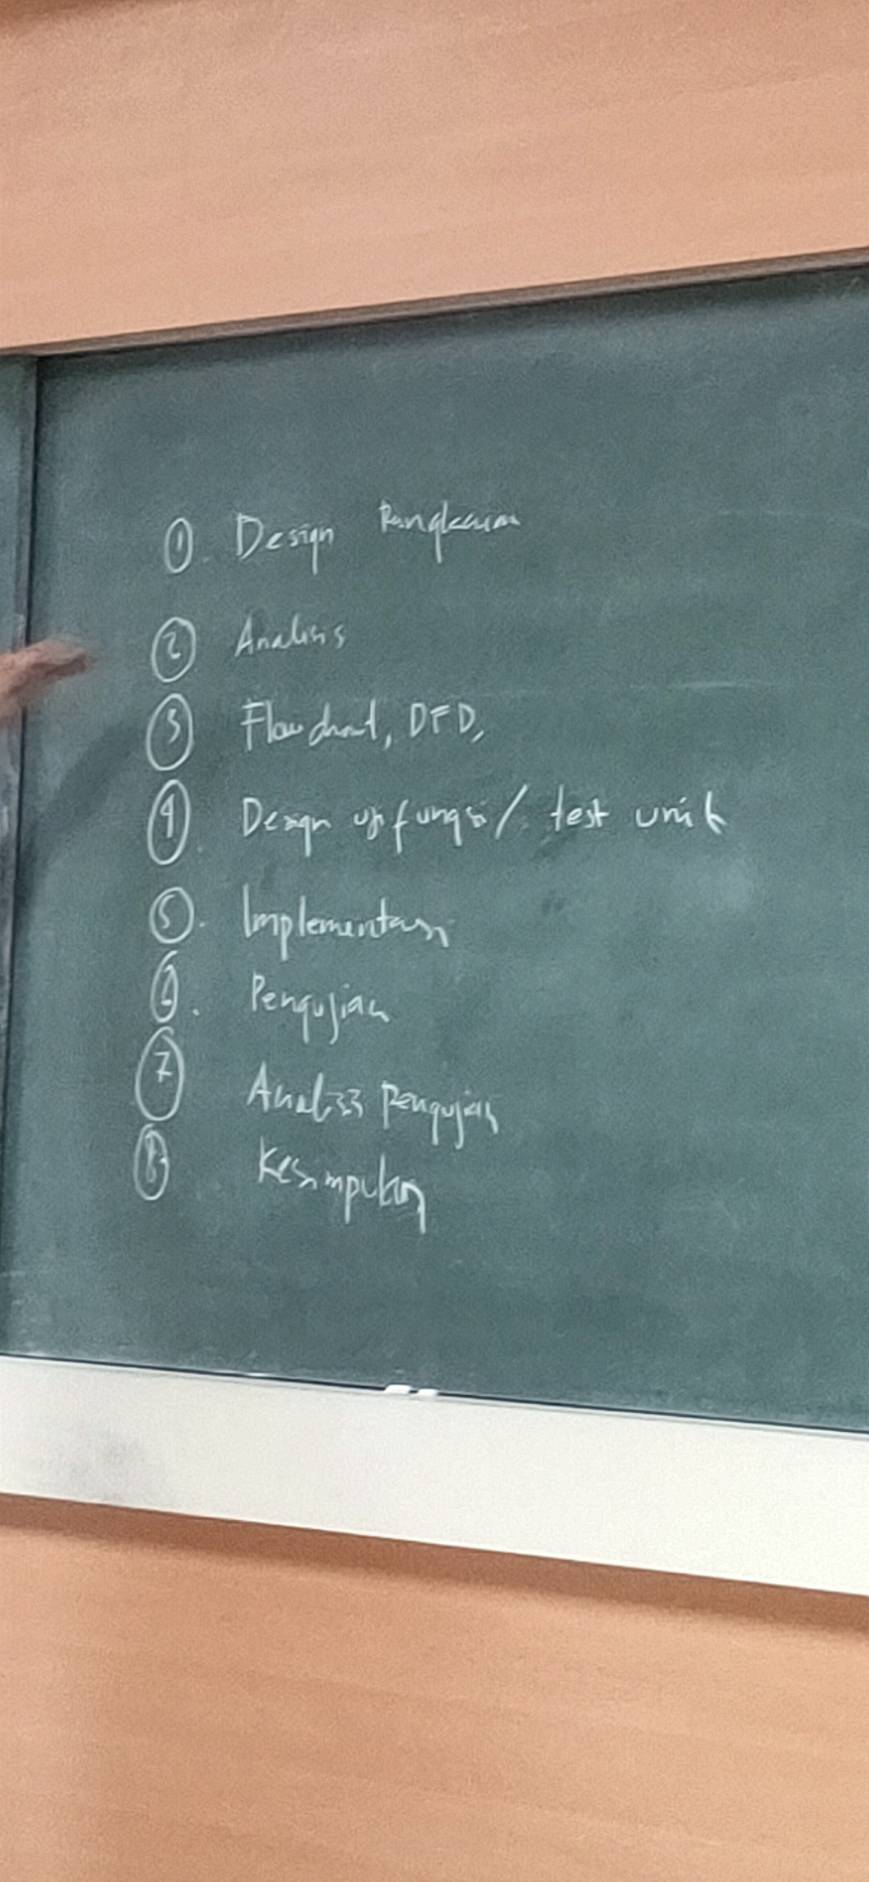 1. Design Rangkaian
2 Analisis
3 Flowchart, DFD,
4. Design uji fungsi / test unit
5. Implementasi
6. Pengujian
7 Analisis Pengujian
8. Kesimpulan